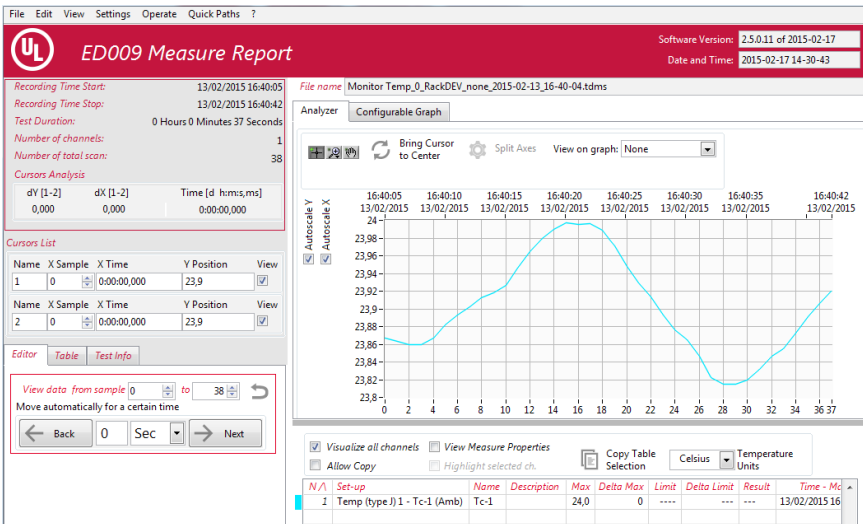 File Edit View Settings Operate Quick Paths ?
UL
ED009 Measure Report
Software Version: 2.5.0.11 of 2015-02-17
Date and Time: 2015-02-17 14-30-43
Recording Time Start: 13/02/2015 16:40:05
Recording Time Stop: 13/02/2015 16:40:42
Test Duration: 0 Hours 0 Minutes 37 Seconds
Number of channels: 1
Number of total scan: 38
Cursors Analysis
dY [1-2] dX [1-2] Time [d h:m:s,ms]
0,000 0,000 0:00:00,000
Cursors List
Name X Sample X Time Y Position View
1 0 0:00:00,000 23,9
Name X Sample X Time Y Position View
2 0 0:00:00,000 23,9
Editor Table Test Info
View data from sample 0 to 38
Move automatically for a certain time
Back 0 Sec Next
File name Monitor Temp_0_RackDEV_none_2015-02-13_16-40-04.tdms
Analyzer Configurable Graph
Bring Cursor
to Center
Split Axes View on graph: None
Autoscale Y
Autoscale X
16:40:05 16:40:10 16:40:15 16:40:20 16:40:25 16:40:30 16:40:35 16:40:42
13/02/2015 13/02/2015 13/02/2015 13/02/2015 13/02/2015 13/02/2015 13/02/2015 13/02/2015
24
23,98
23,96
23,94
23,92
23,9
23,88
23,86
23,84
23,82
23,8
0 2 4 6 8 10 12 14 16 18 20 22 24 26 28 30 32 34 36 37
Visualize all channels View Measure Properties
Allow Copy Highlight selected ch.
Copy Table
Selection
Celsius
Temperature
Units
N /\ Set-up Name Description Max Delta Max Limit Delta Limit Result Time - Mc
1 Temp (type J) 1 - Tc-1 (Amb) Tc-1 24,0 0 ---- --- --- 13/02/2015 16